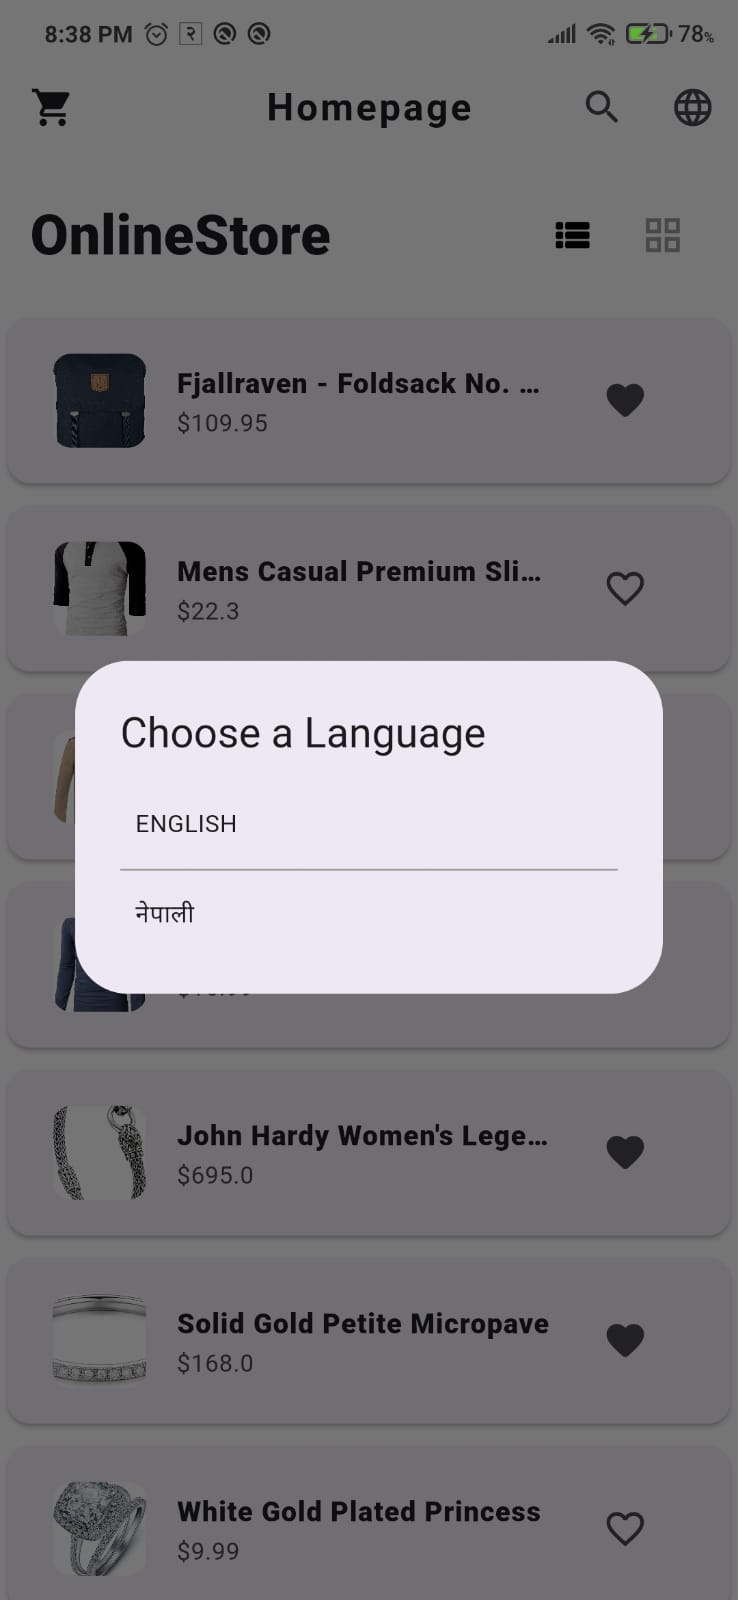 8:38 PM २ 78%
Homepage
OnlineStore
Fjallraven - Foldsack No. ...
$109.95
Mens Casual Premium Sli...
$22.3
Choose a Language
ENGLISH
नेपाली
John Hardy Women's Lege...
$695.0
Solid Gold Petite Micropave
$168.0
White Gold Plated Princess
$9.99